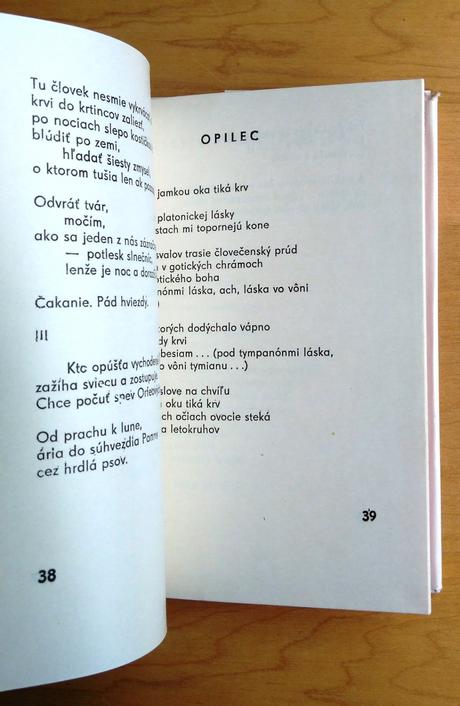 Tu človek nesmie
krvi do krtincov zaliezť,
po nociach slepo
blúdiť po zemi,
hľadať šiesty zmysel,
o ktorom tušia len ak
Odvráť tvár,
močím,
ako sa jeden z nás
— potlesk slnečníc,
lenže je noc a
Čakanie. Pád hviezdy.
III
Kto opúšťa
zažíha sviecu a zostupuje.
Chce počuť spev
Od prachu k lune,
ária do súhvezdia Panny
cez hrdlá psov.
38
OPILEC
jamkou oka tiká krv
platonickej lásky
stach mi topornejú kone
svalov trasie človečenský prúd
v gotických chrámoch
tického boha
nónmi láska, ach, láska vo vôni
torých dodýchalo vápno
dy krvi
besiam . . . (pod tympanónmi láska,
o vôni tymianu . . .)
slove na chvíľu
oku tiká krv
ch očiach ovocie steká
a letokruhov
39